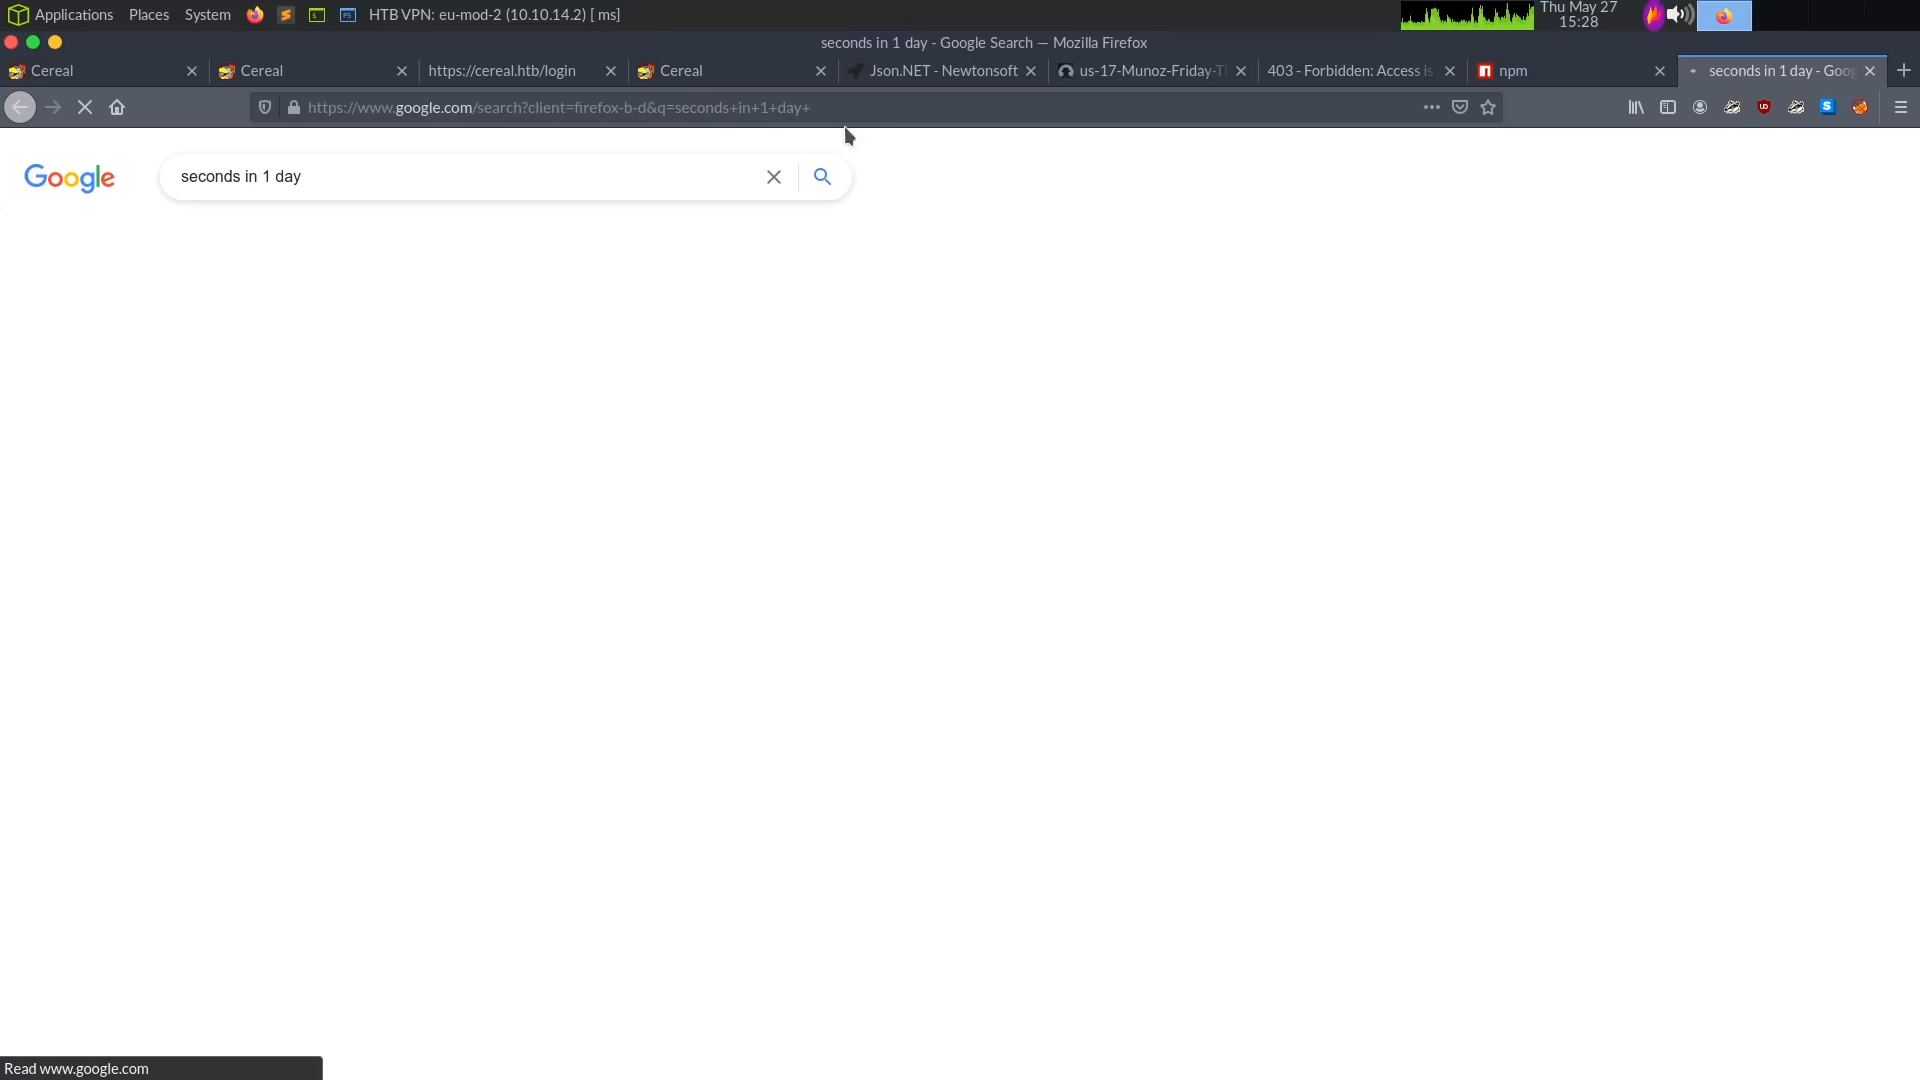 Applications Places System HTB VPN: eu-mod-2 (10.10.14.2) [ ms] Thu May 27
15:28
seconds in 1 day - Google Search — Mozilla Firefox
Cereal Cereal https://cereal.htb/login Cereal Json.NET - Newtonsoft us-17-Munoz-Friday-T 403 - Forbidden: Access is npm seconds in 1 day - Goog
https://www.google.com/search?client=firefox-b-d&q=seconds+in+1+day+
Google seconds in 1 day
Read www.google.com